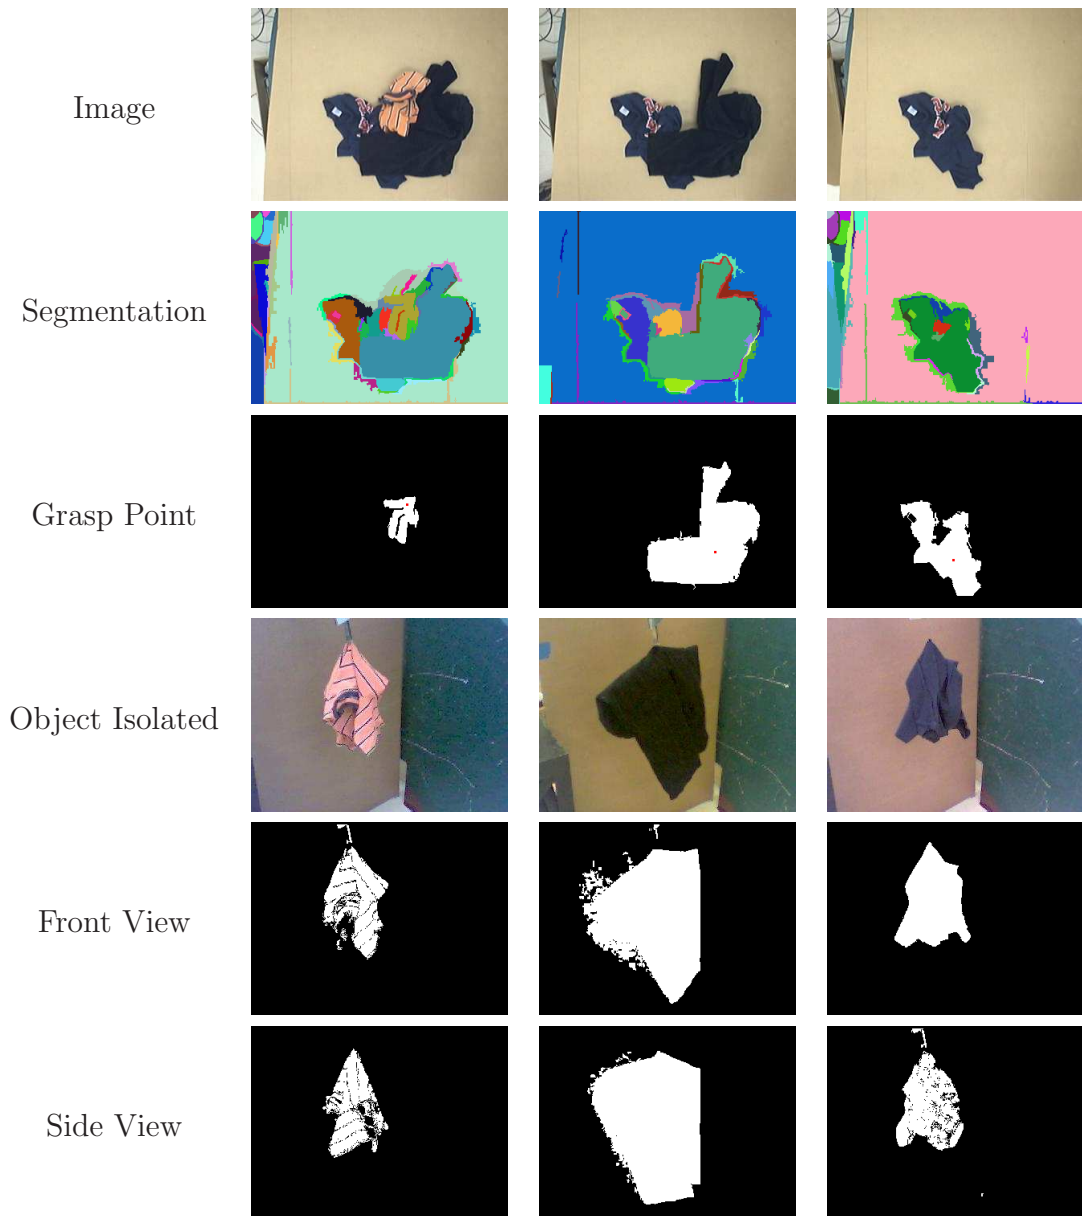 Image
Segmentation
Grasp Point
Object Isolated
Front View
Side View